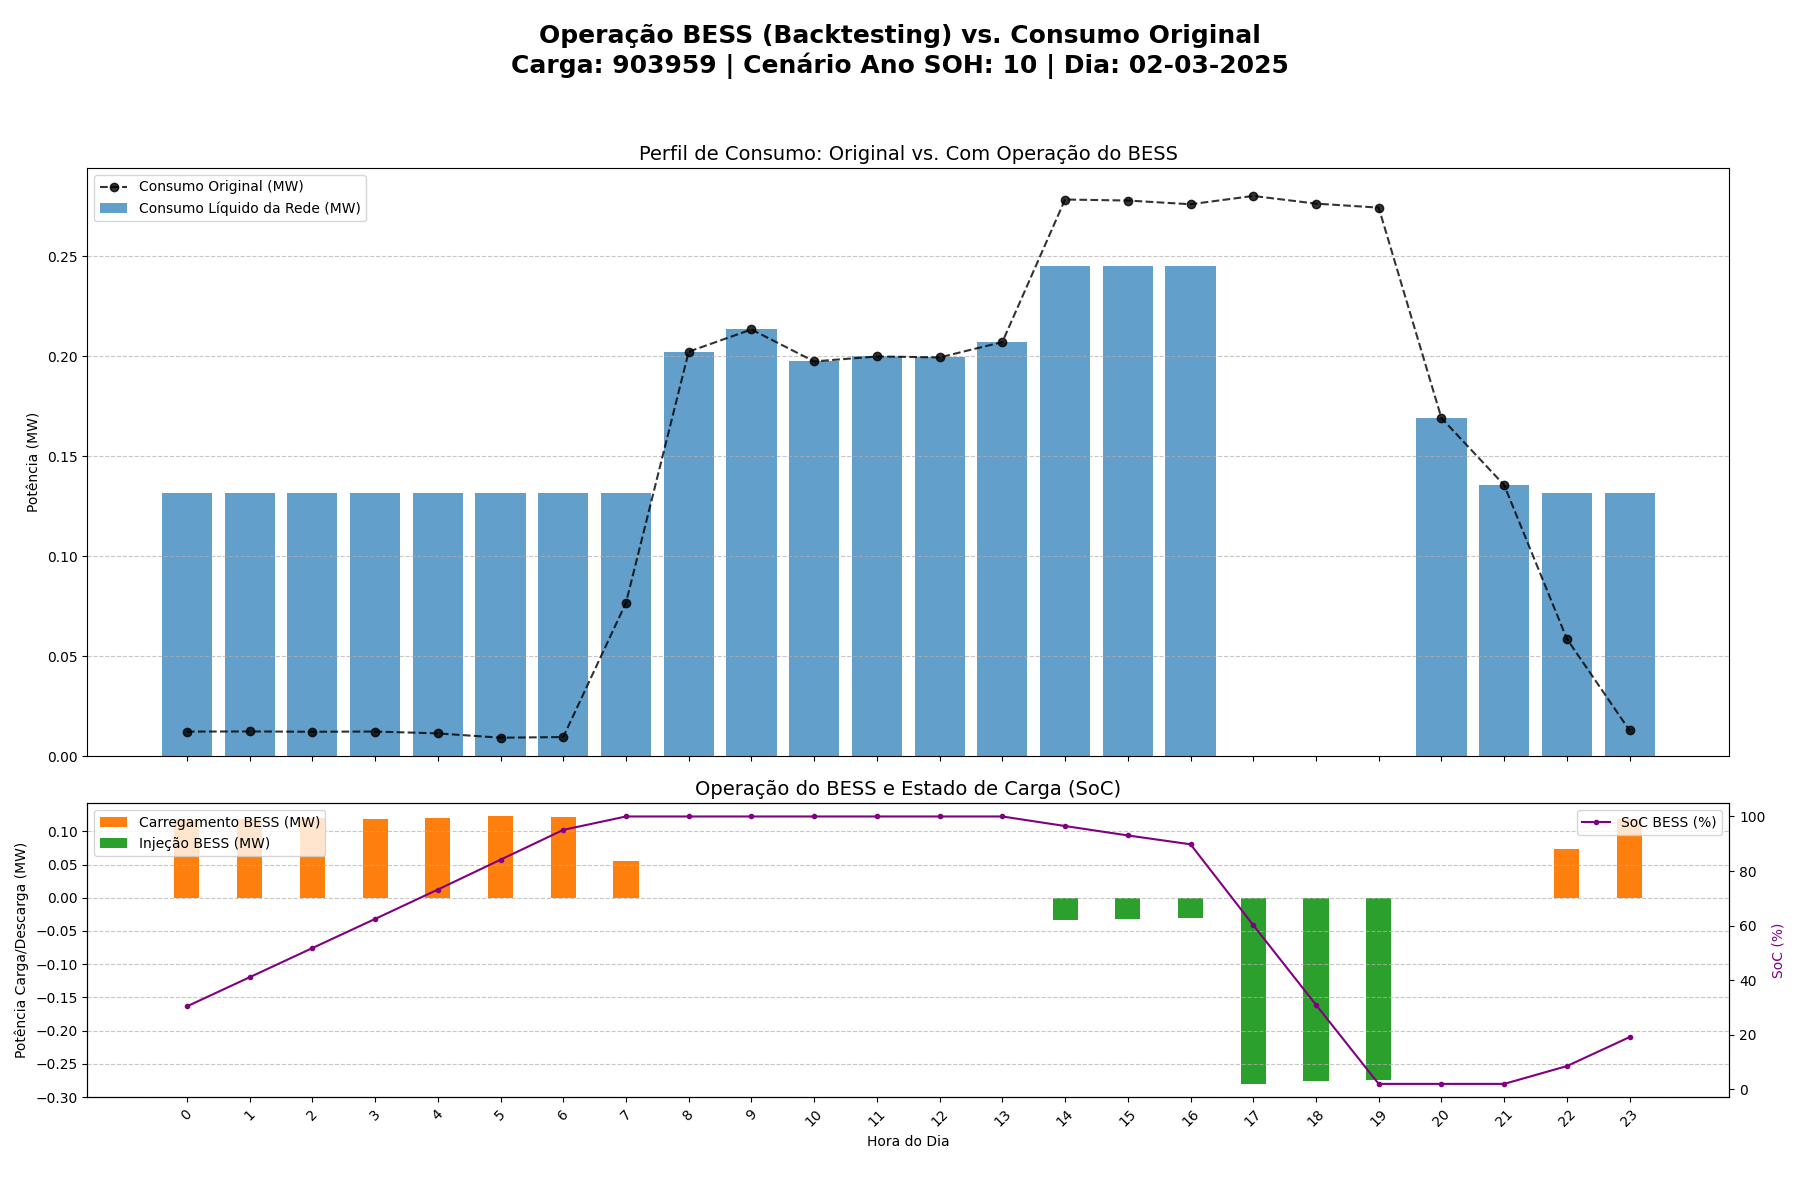 Operação BESS (Backtesting) vs. Consumo Original
Carga: 903959 | Cenário Ano SOH: 10 | Dia: 02-03-2025
Perfil de Consumo: Original vs. Com Operação do BESS
Consumo Original (MW)
Consumo Líquido da Rede (MW)
Potência (MW)
0.25
0.20
0.15
0.10
0.05
0.00
Operação do BESS e Estado de Carga (SoC)
Carregamento BESS (MW)
Injeção BESS (MW)
SoC BESS (%)
Potência Carga/Descarga (MW)
0.10
0.05
0.00
−0.05
−0.10
−0.15
−0.20
−0.25
−0.30
100
80
60
40
20
0
SoC (%)
0 1 2 3 4 5 6 7 8 9 10 11 12 13 14 15 16 17 18 19 20 21 22 23
Hora do Dia